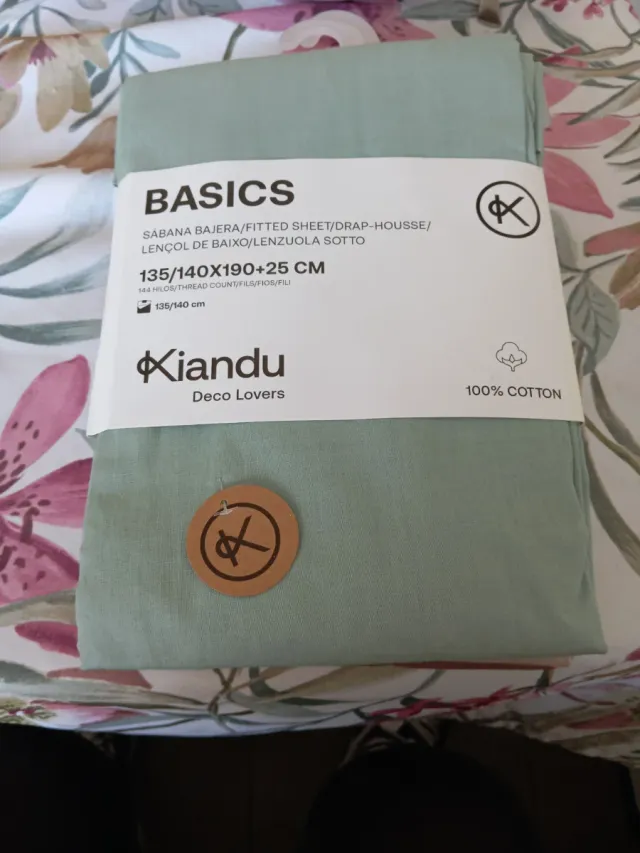 BASICS
SÁBANA BAJERA/FITTED SHEET/DRAP-HOUSSE/
LENÇOL DE BAIXO/LENZUOLA SOTTO
135/140X190+25 CM
144 HILOS/THREAD COUNT/FILS/FIOS/FILI
135/140 cm
Kiandu
Deco Lovers
100% COTTON
K
K